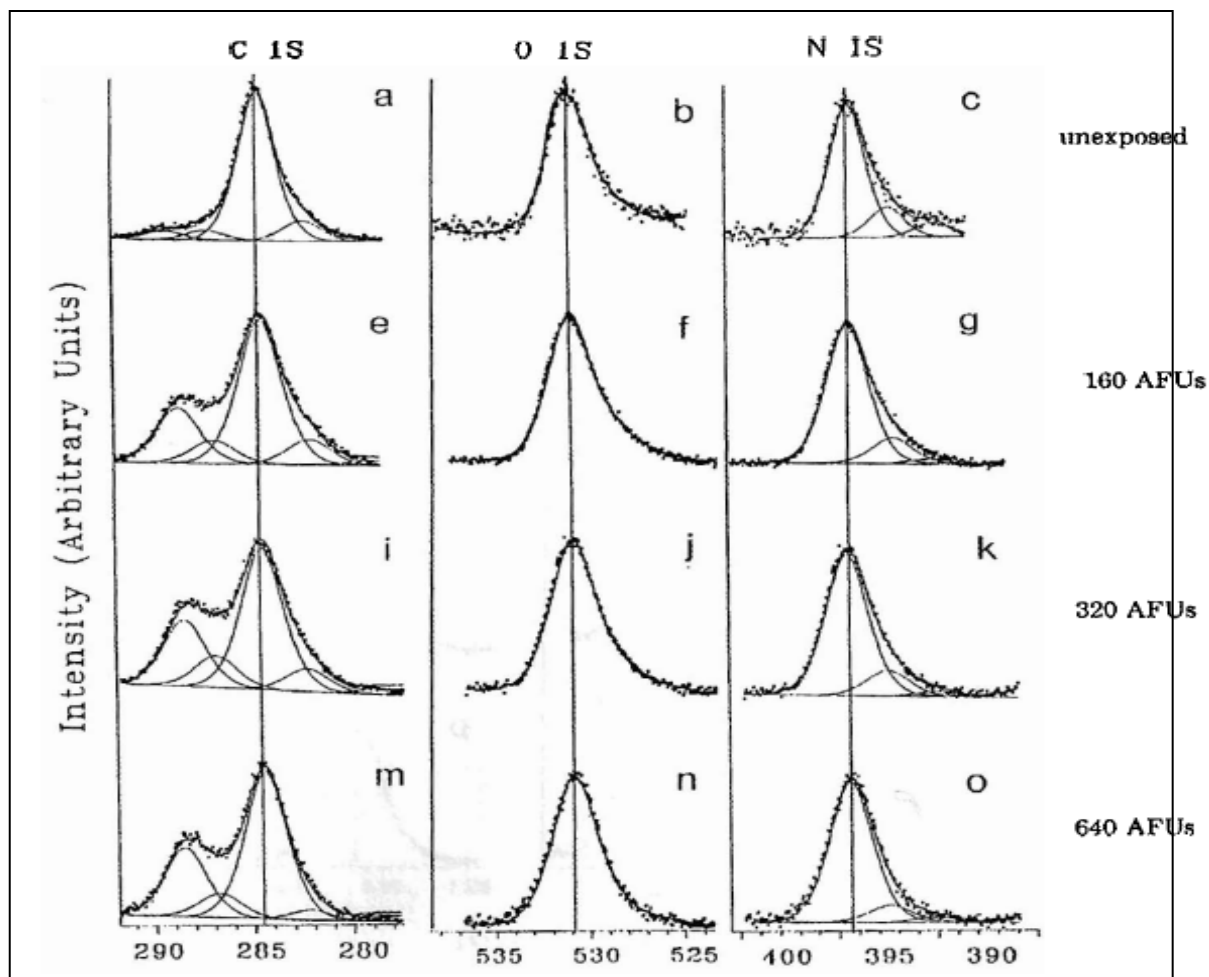 C 1S O 1S N 1S
a b c unexposed
e f g 160 AFUs
i j k 320 AFUs
m n o 640 AFUs
Intensity (Arbitrary Units)
290 285 280 535 530 525 400 395 390